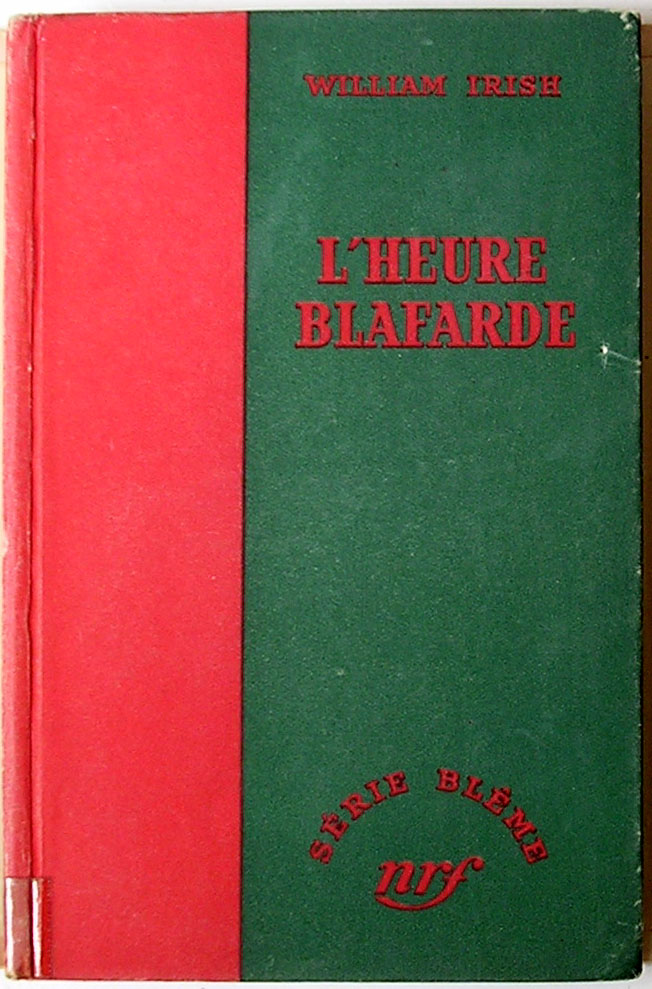 WILLIAM IRISH
L'HEURE
BLAFARDE
SÉRIE BLÊME
nrf